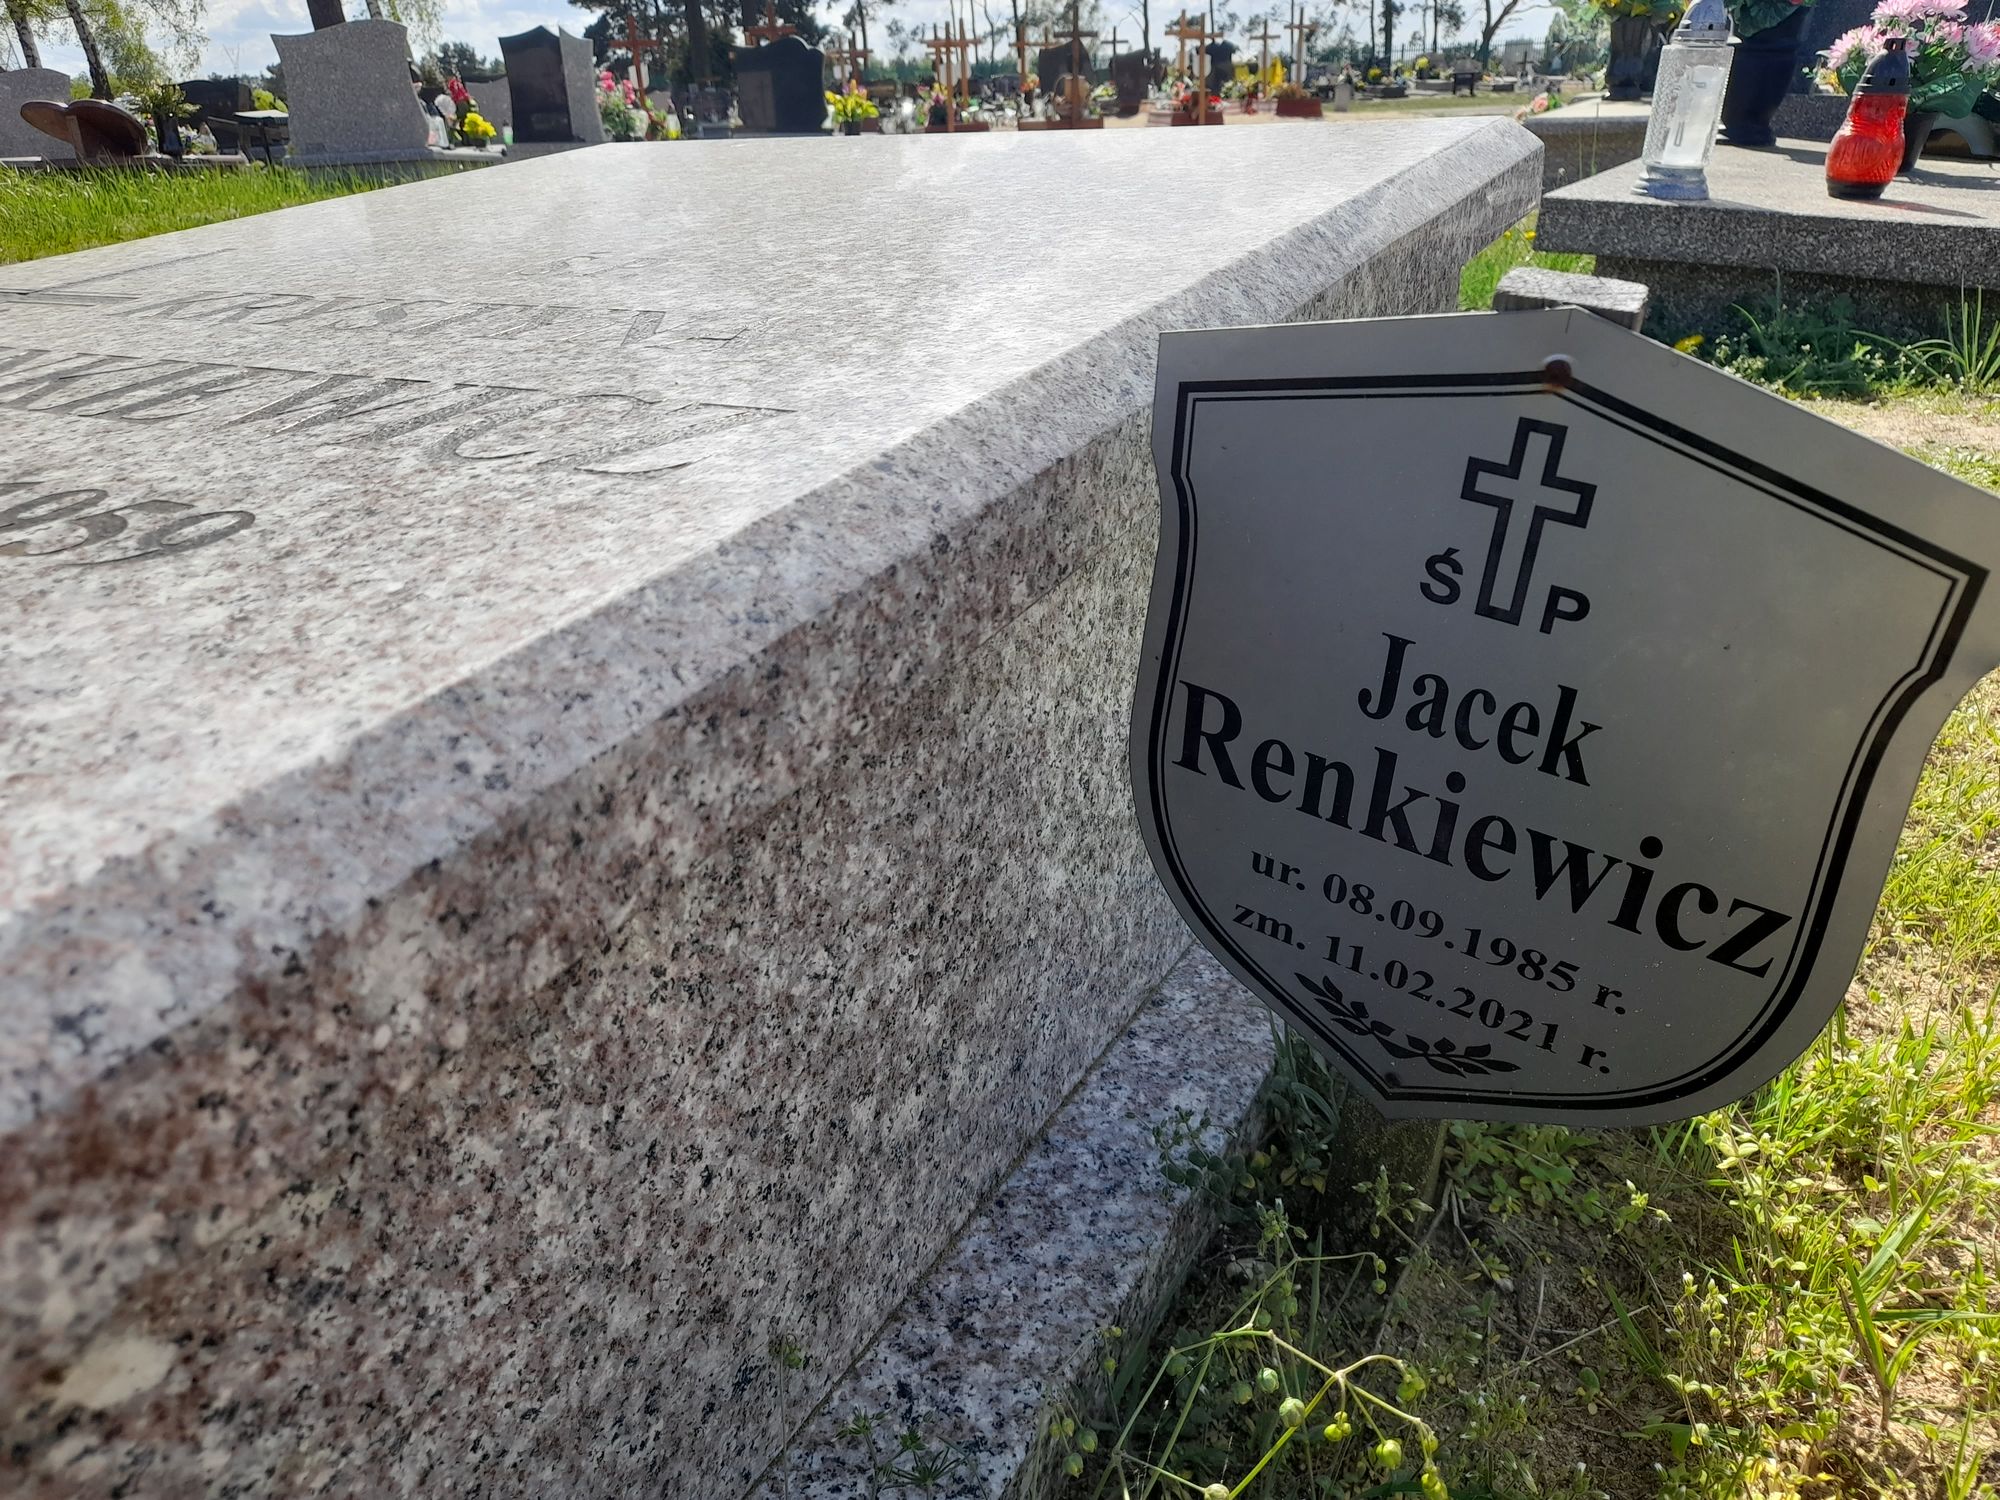 Ś P
Jacek
Renkiewicz
ur. 08.09.1985 r.
zm. 11.02.2021 r.